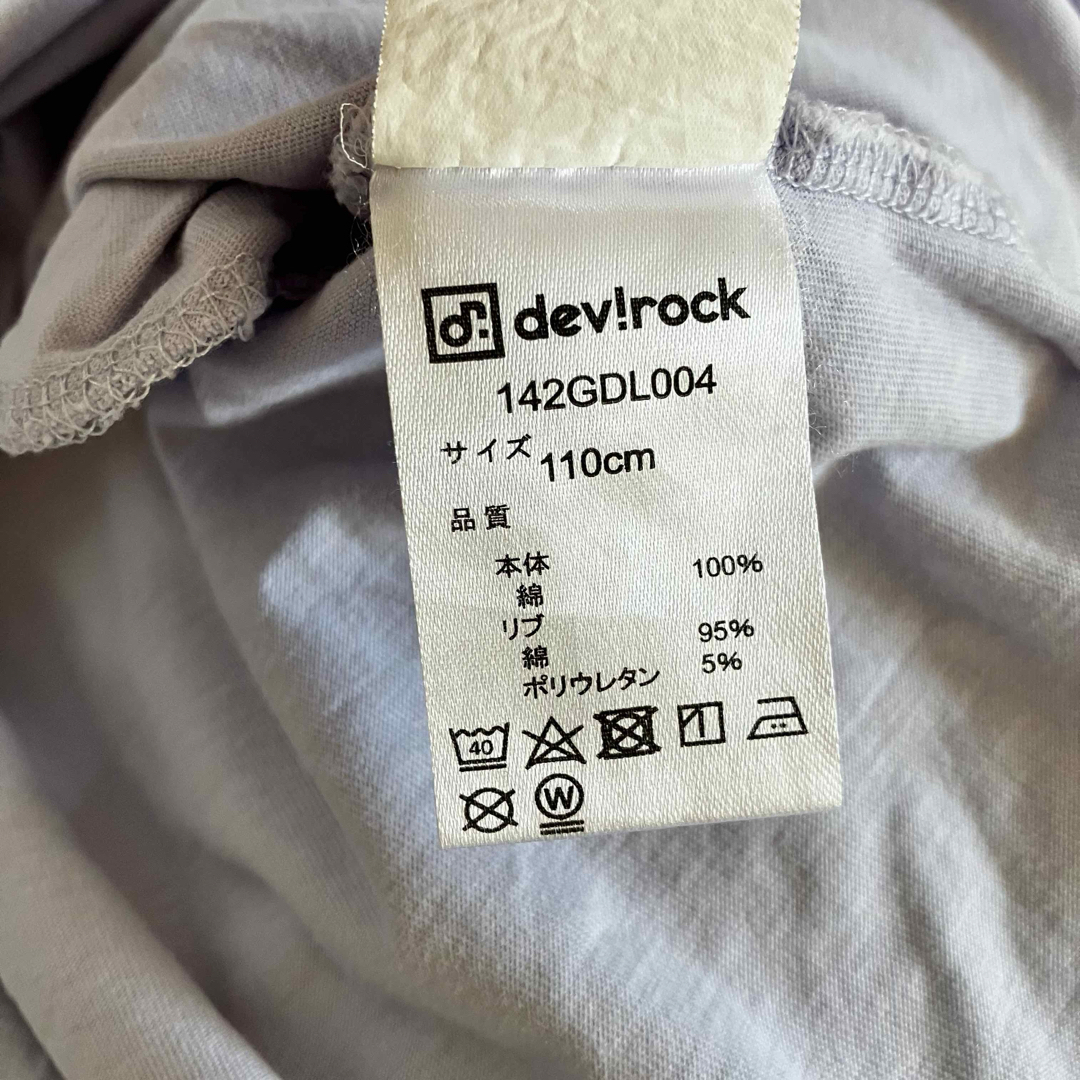 dev!rock
142GDL004
サイズ 110cm
品質
本体 100%
綿
リブ 95%
綿 5%
ポリウレタン
40
W